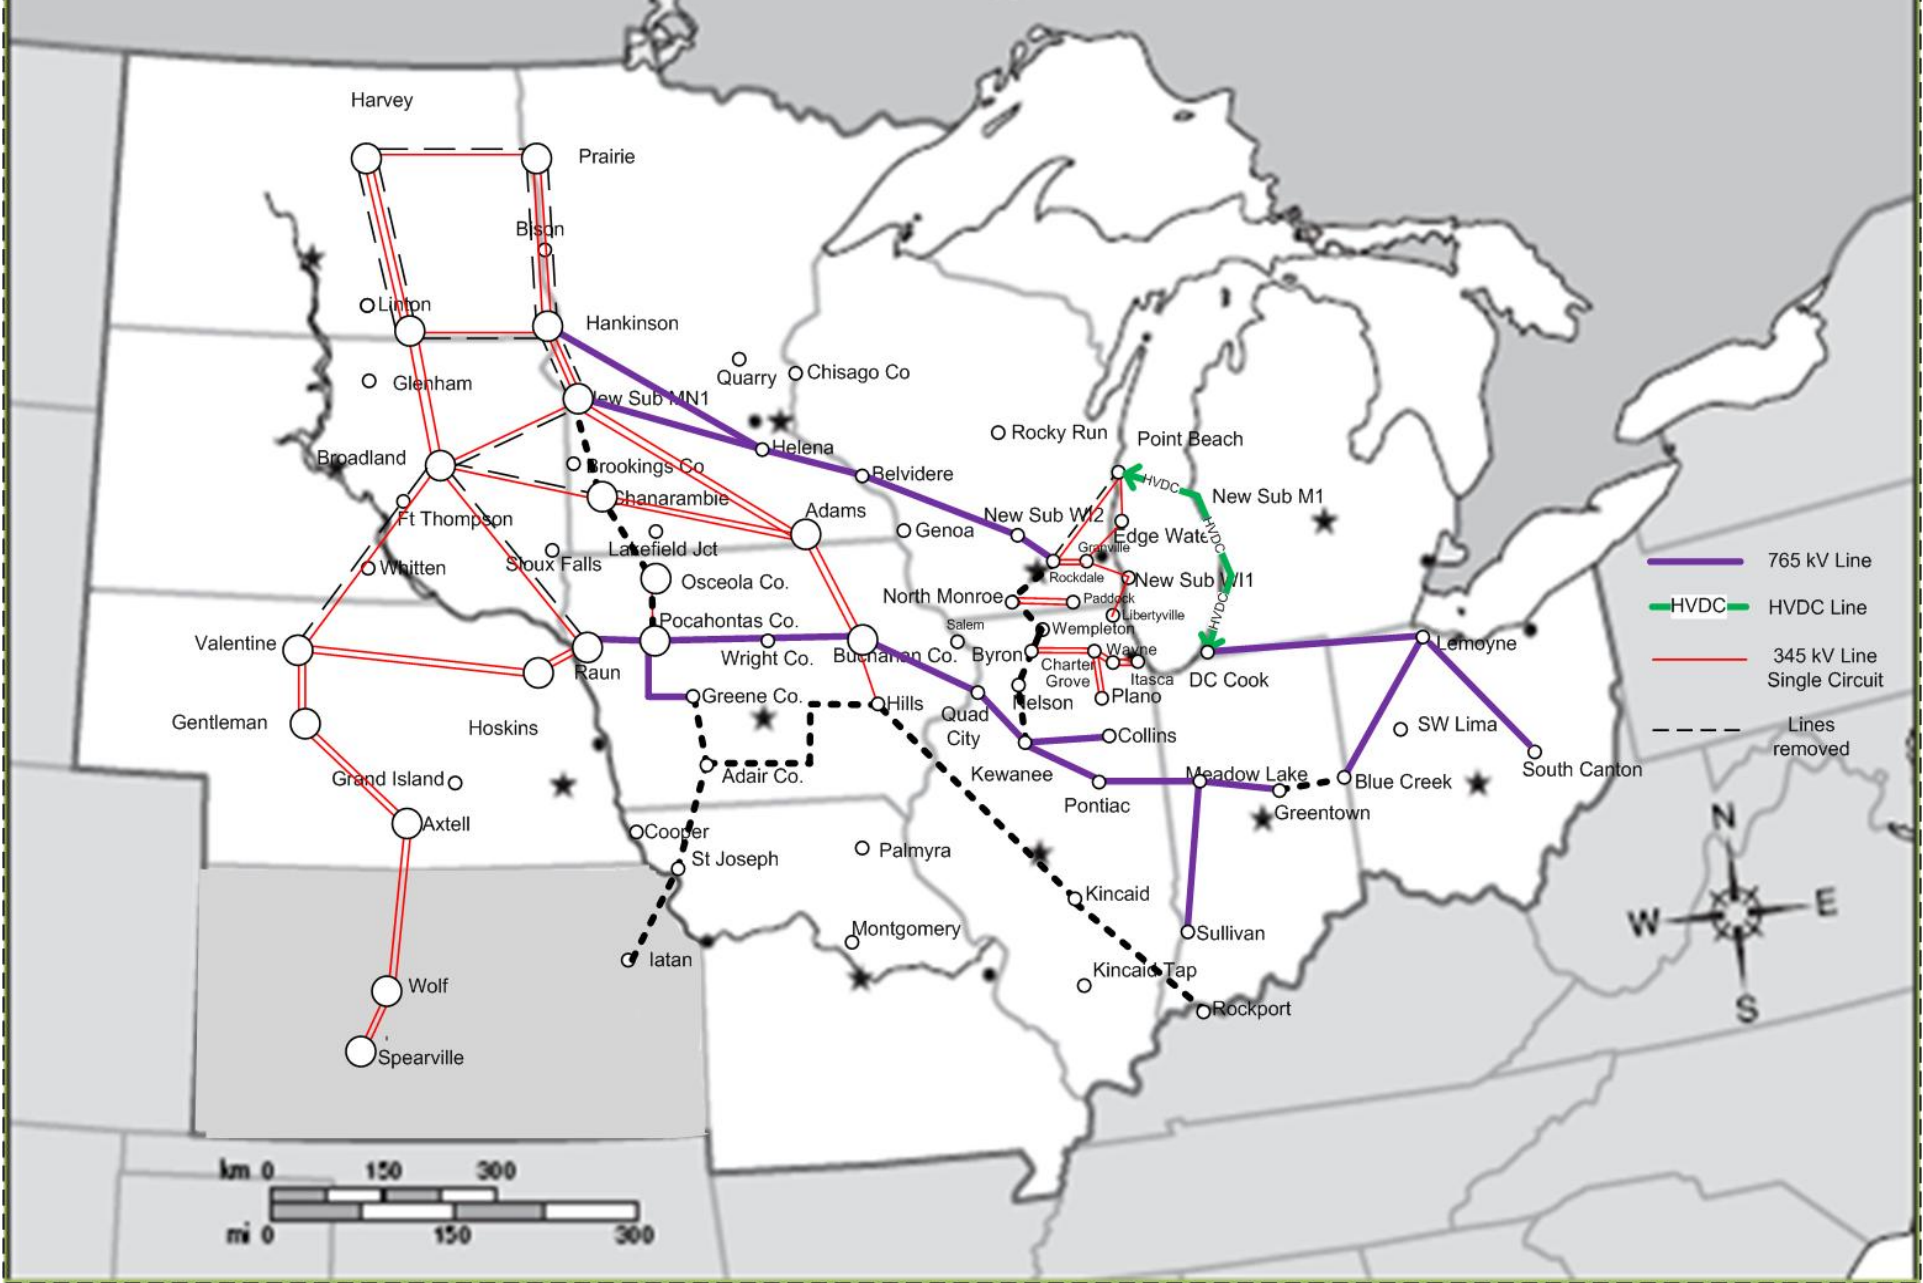 Harvey
Prairie
Bison
Linton
Hankinson
Quarry
Chisago Co
Glenham
New Sub MN1
Rocky Run
Point Beach
Helena
Broadland
Brookings Co
Belvidere
HVDC
New Sub M1
Chanarambie
Adams
New Sub WI2
Ft Thompson
Genoa
Edge Water
HVDC
Lakefield Jct
Granville
Whitten
Sioux Falls
Rockdale
New Sub WI1
765 kV Line
Osceola Co.
North Monroe
Paddock
HVDC
HVDC
HVDC Line
Libertyville
Pocahontas Co.
Salem
Wempleton
Valentine
Wright Co.
Buchanan Co.
Byron
Wayne
Lemoyne
345 kV Line
Single Circuit
Raun
Charter
Grove
Itasca
DC Cook
Greene Co.
Hills
Nelson
Plano
Gentleman
Hoskins
Quad
City
SW Lima
Lines
removed
Collins
Grand Island
Adair Co.
Kewanee
Meadow Lake
Blue Creek
South Canton
Pontiac
Greentown
Axtell
Cooper
N
St Joseph
Palmyra
Kincaid
W
E
Montgomery
Sullivan
Iatan
Kincaid Tap
Wolf
Rockport
S
Spearville
km 0 150 300
mi 0 150 300